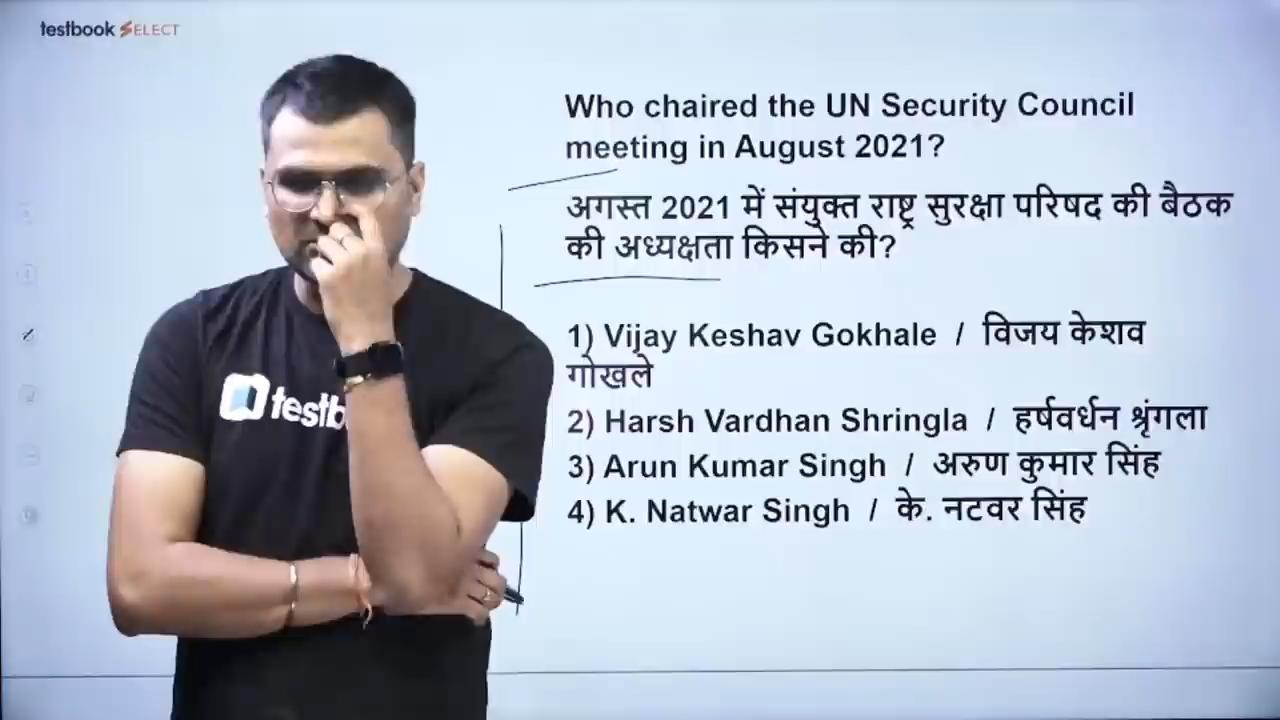 testbook SELECT
Who chaired the UN Security Council
meeting in August 2021?
अगस्त 2021 में संयुक्त राष्ट्र सुरक्षा परिषद की बैठक
की अध्यक्षता किसने की?
1) Vijay Keshav Gokhale / विजय केशव
गोखले
2) Harsh Vardhan Shringla / हर्षवर्धन श्रृंगला
3) Arun Kumar Singh / अरुण कुमार सिंह
4) K. Natwar Singh / के. नटवर सिंह
testb